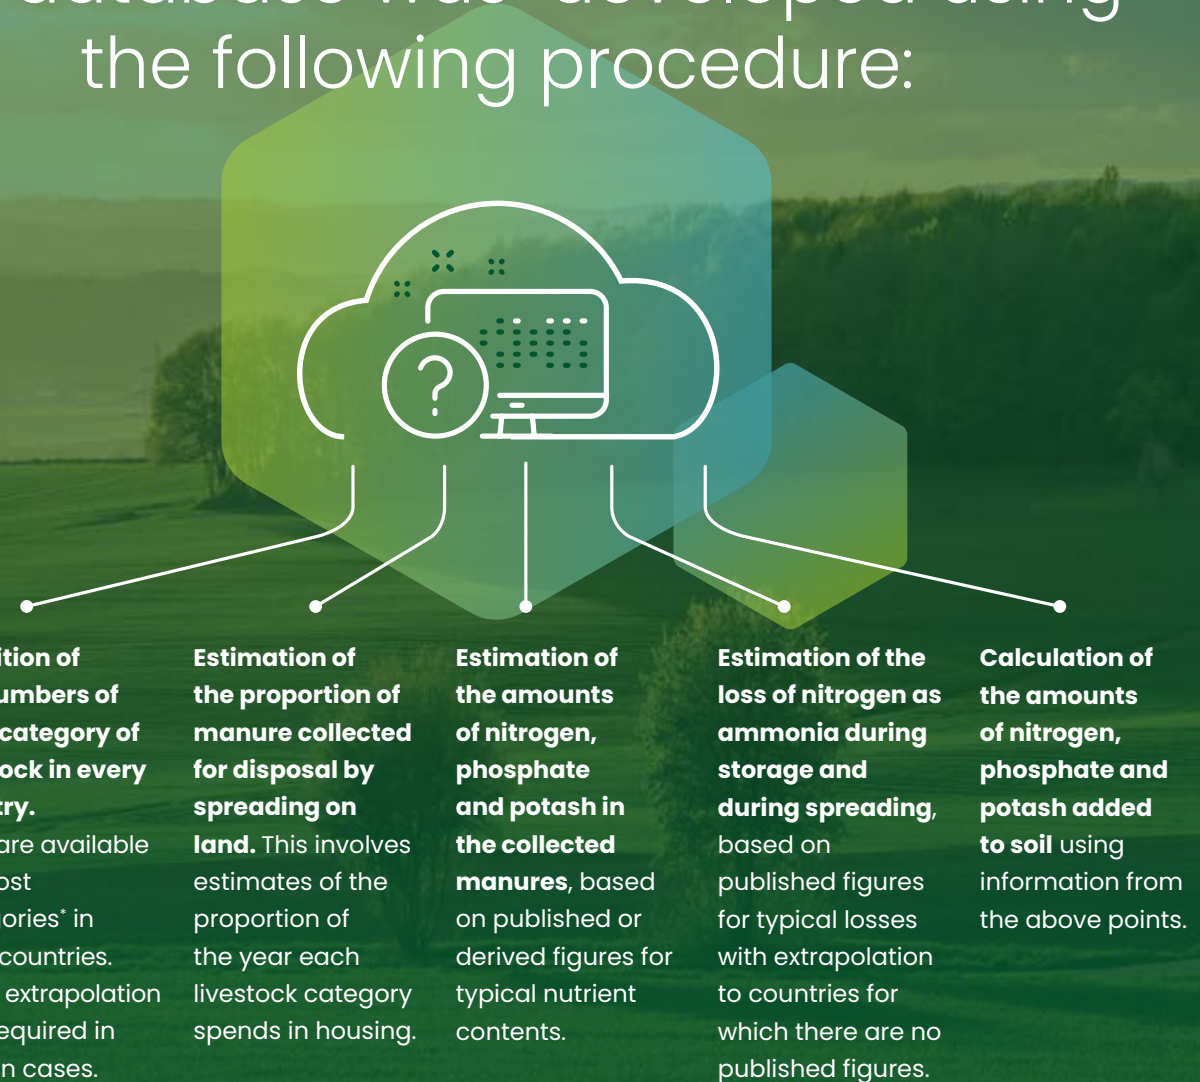 database was developed using
the following procedure:
?
umbers of
category of
ock in every
try.
are available
ost
gories* in
countries.
extrapolation
equired in
n cases.
Estimation of
the proportion of
manure collected
for disposal by
spreading on
land. This involves
estimates of the
proportion of
the year each
livestock category
spends in housing.
Estimation of
the amounts
of nitrogen,
phosphate
and potash in
the collected
manures, based
on published or
derived figures for
typical nutrient
contents.
Estimation of the
loss of nitrogen as
ammonia during
storage and
during spreading,
based on
published figures
for typical losses
with extrapolation
to countries for
which there are no
published figures.
Calculation of
the amounts
of nitrogen,
phosphate and
potash added
to soil using
information from
the above points.